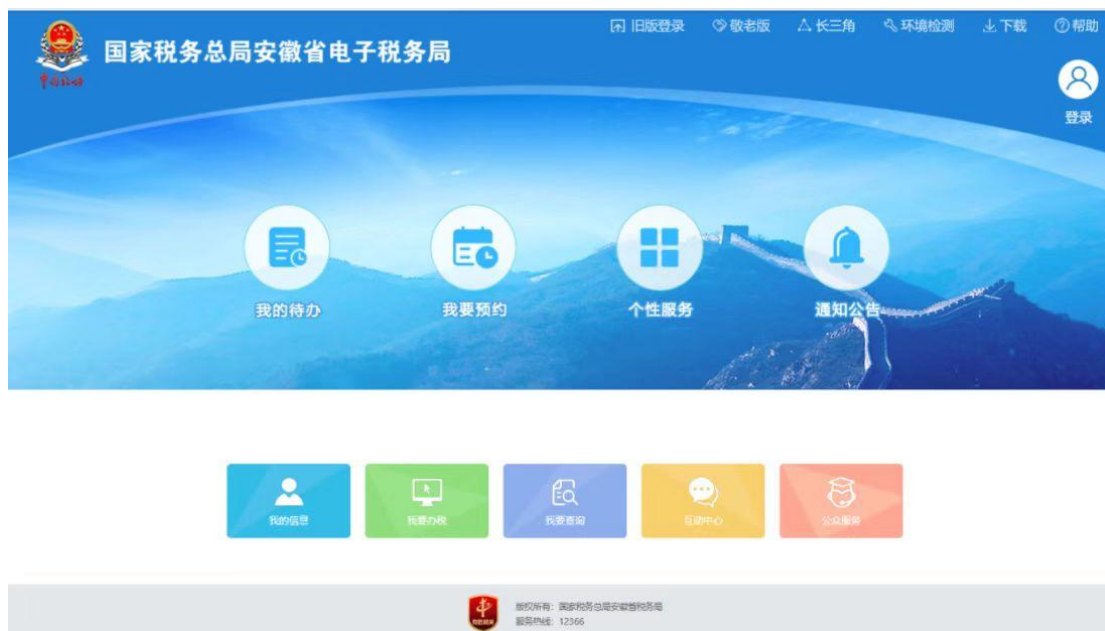 旧版登录 敬老版 长三角 环境检测 下载 帮助
国家税务总局安徽省电子税务局
中国税务
登录
我的待办 我要预约 个性服务 通知公告
我的信息 我要办税 我要查询 互动中心 公众服务
版权所有：国家税务总局安徽省税务局
服务热线：12366